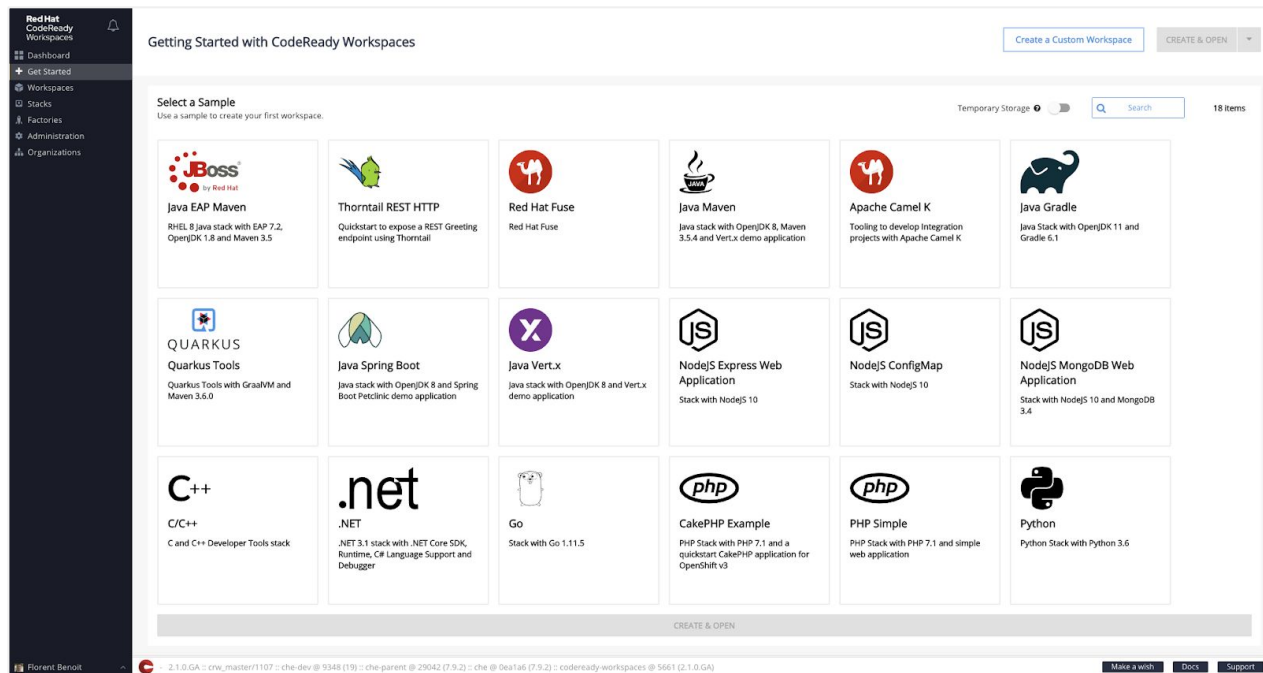 Red Hat
CodeReady
Workspaces
Dashboard
Get Started
Workspaces
Stacks
Factories
Administration
Organizations
Florent Benoit
Getting Started with CodeReady Workspaces
Create a Custom Workspace
CREATE & OPEN
Select a Sample
Use a sample to create your first workspace.
Temporary Storage
Search
18 items
JBoss
by Red Hat
Java EAP Maven
RHEL 8 Java stack with EAP 7.2,
OpenJDK 1.8 and Maven 3.5
Thorntail REST HTTP
Quickstart to expose a REST Greeting
endpoint using Thorntail
Red Hat Fuse
Red Hat Fuse
JAVA
Java Maven
Java stack with OpenJDK 8, Maven
3.5.4 and Vert.x demo application
Apache Camel K
Tooling to develop Integration
projects with Apache Camel K
Java Gradle
Java Stack with OpenJDK 11 and
Gradle 6.1
QUARKUS
Quarkus Tools
Quarkus Tools with GraalVM and
Maven 3.6.0
Java Spring Boot
Java stack with OpenJDK 8 and Spring
Boot Petclinic demo application
X
Java Vert.x
Java stack with OpenJDK 8 and Vert.x
demo application
JS
NodeJS Express Web
Application
Stack with NodeJS 10
JS
NodeJS ConfigMap
Stack with NodeJS 10
JS
NodeJS MongoDB Web
Application
Stack with NodeJS 10 and MongoDB
3.4
C++
C/C++
C and C++ Developer Tools stack
.net
.NET
.NET 3.1 stack with .NET Core SDK,
Runtime, C# Language Support and
Debugger
Go
Stack with Go 1.11.5
php
CakePHP Example
PHP Stack with PHP 7.1 and a
quickstart CakePHP application for
OpenShift v3
php
PHP Simple
PHP Stack with PHP 7.1 and simple
web application
Python
Python Stack with Python 3.6
CREATE & OPEN
- 2.1.0.GA :: crw_master/1107 :: che-dev @ 9348 (19) :: che-parent @ 29042 (7.9.2) :: che @ 0ea1a6 (7.9.2) :: codeready-workspaces @ 5661 (2.1.0.GA)
Make a wish
Docs
Support